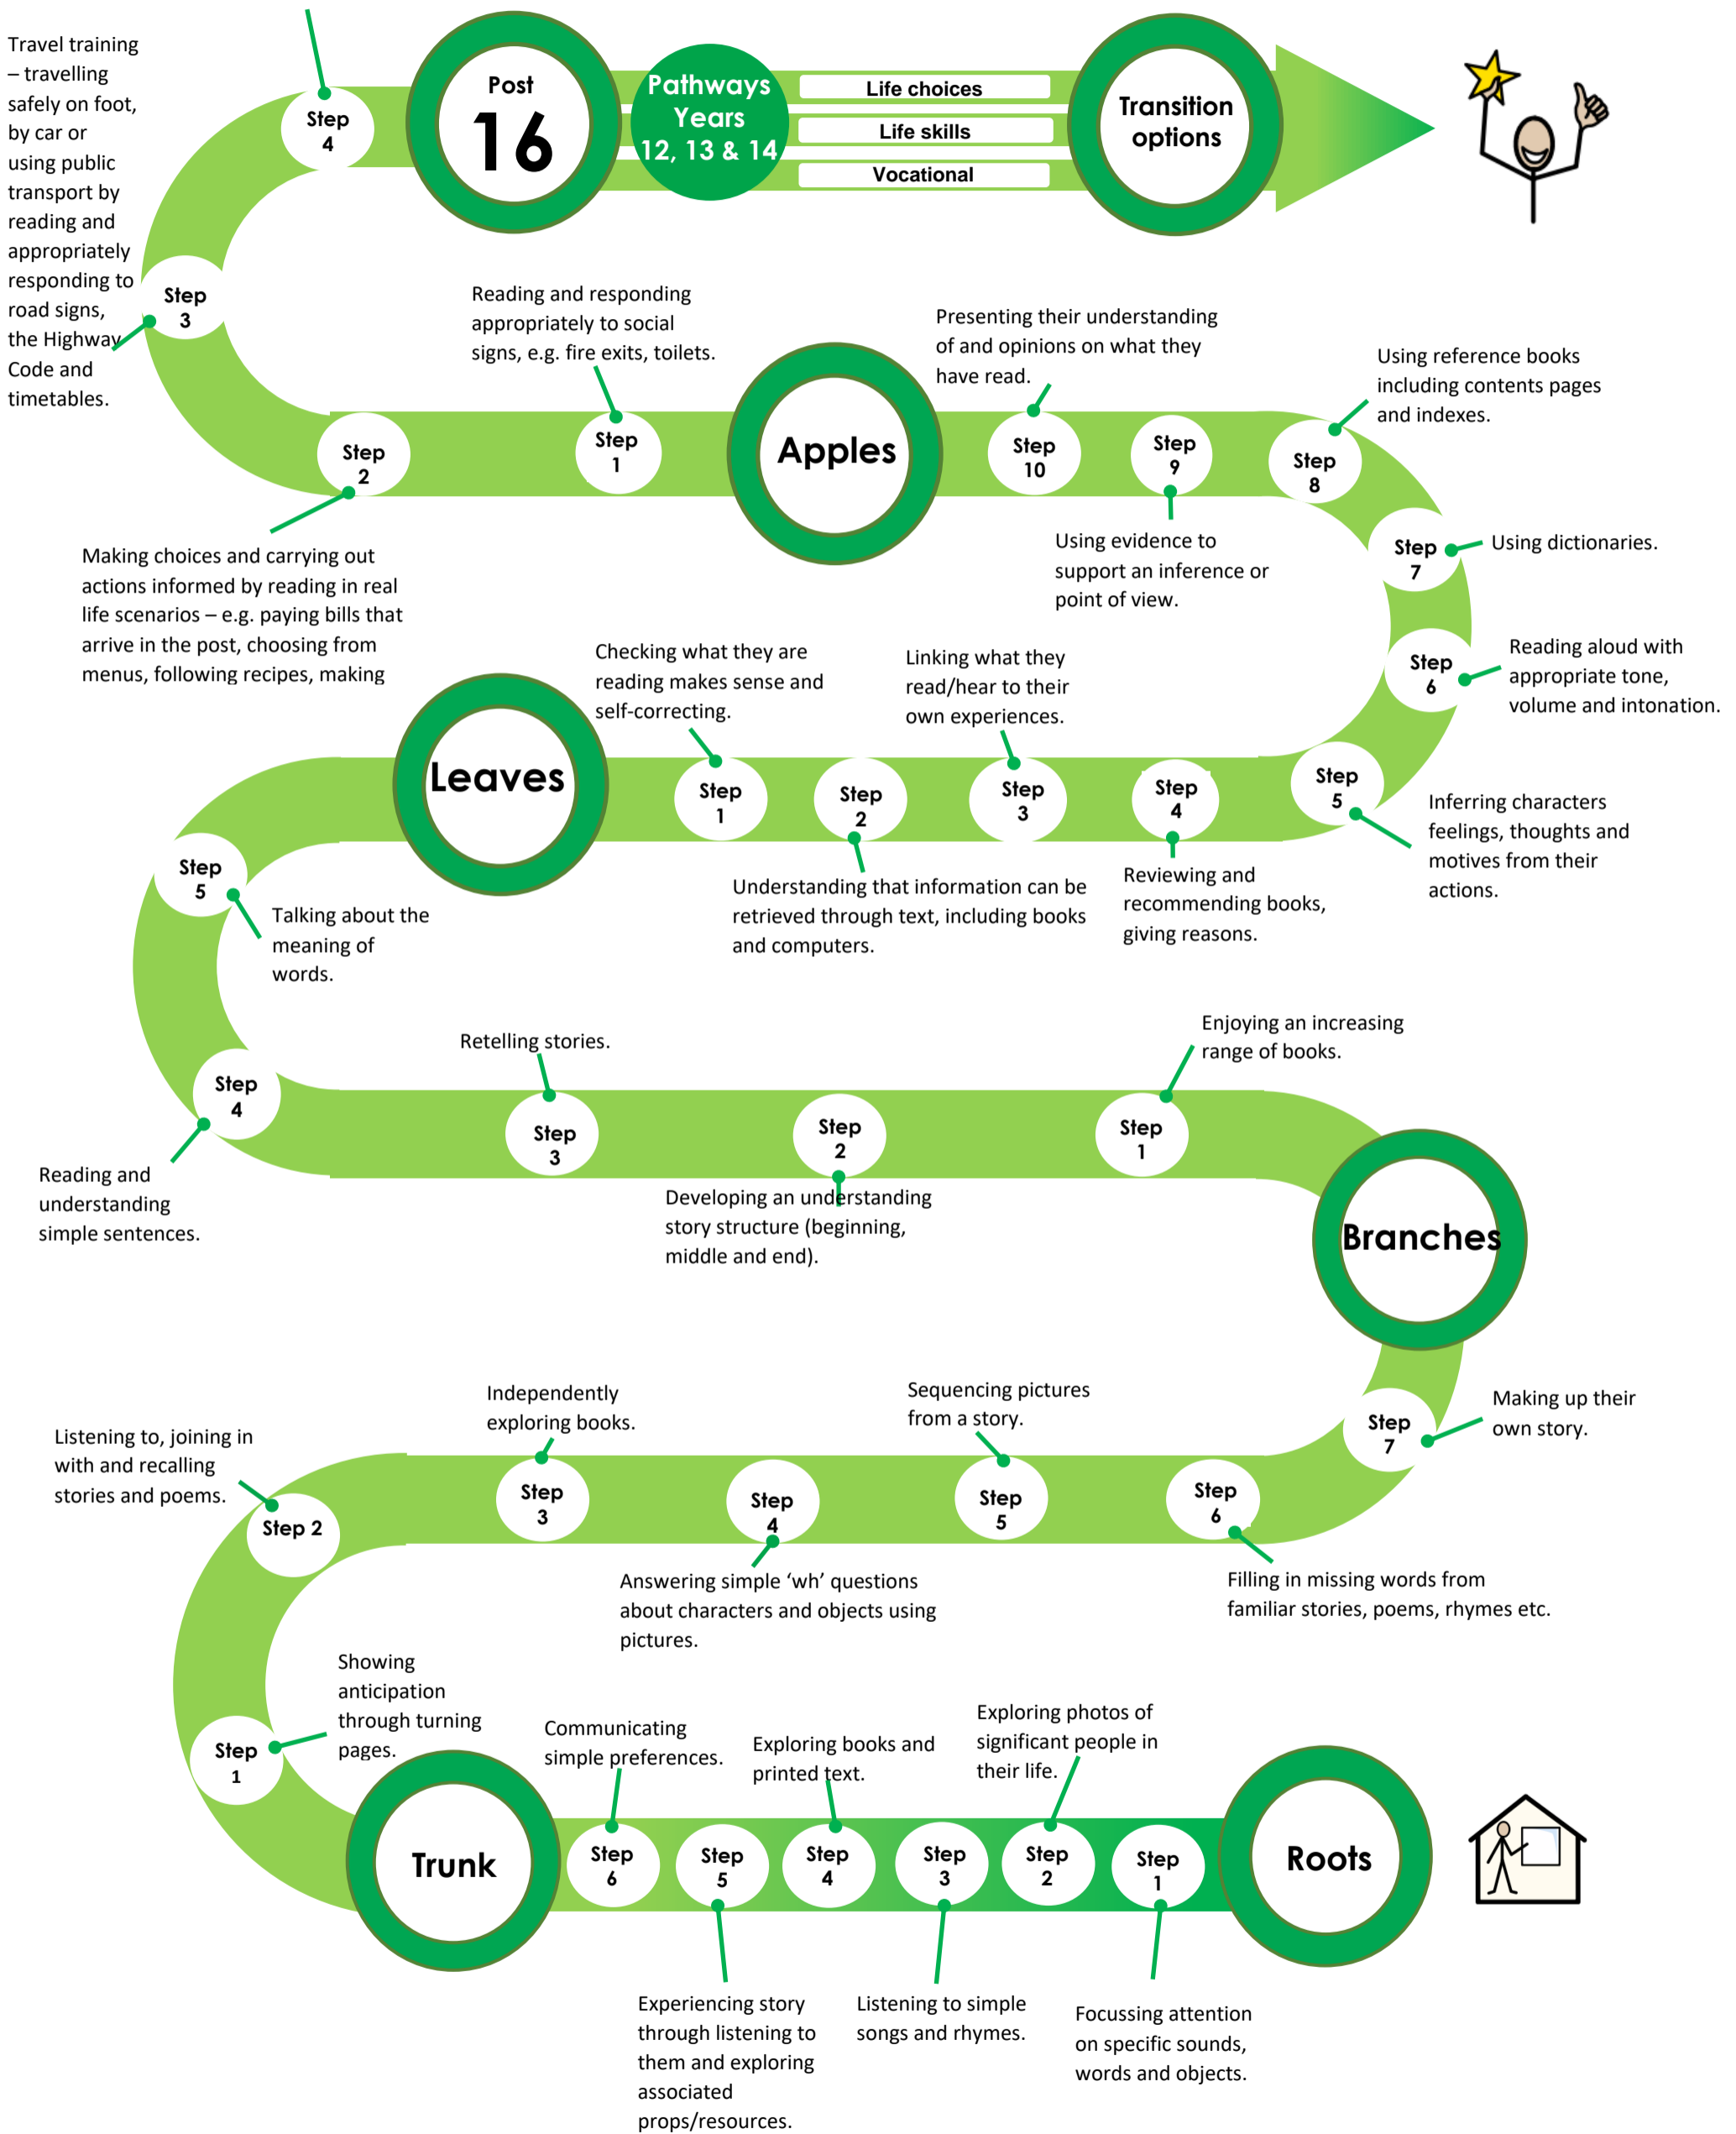 Travel training
– travelling
safely on foot,
by car or
using public
transport by
reading and
appropriately
responding to
road signs,
the Highway
Code and
timetables.
Step
4
Post
16
Pathways
Years
12, 13 & 14
Life choices
Life skills
Vocational
Transition
options
Step
3
Reading and responding
appropriately to social
signs, e.g. fire exits, toilets.
Presenting their understanding
of and opinions on what they
have read.
Using reference books
including contents pages
and indexes.
Step
2
Step
1
Apples
Step
10
Step
9
Step
8
Making choices and carrying out
actions informed by reading in real
life scenarios – e.g. paying bills that
arrive in the post, choosing from
menus, following recipes, making
Using evidence to
support an inference or
point of view.
Step
7
Using dictionaries.
Step
6
Reading aloud with
appropriate tone,
volume and intonation.
Checking what they are
reading makes sense and
self-correcting.
Linking what they
read/hear to their
own experiences.
Leaves
Step
1
Step
2
Step
3
Step
4
Step
5
Inferring characters
feelings, thoughts and
motives from their
actions.
Understanding that information can be
retrieved through text, including books
and computers.
Reviewing and
recommending books,
giving reasons.
Step
5
Talking about the
meaning of
words.
Retelling stories.
Enjoying an increasing
range of books.
Step
4
Step
3
Step
2
Step
1
Reading and
understanding
simple sentences.
Developing an understanding
story structure (beginning,
middle and end).
Branches
Independently
exploring books.
Sequencing pictures
from a story.
Step
7
Making up their
own story.
Listening to, joining in
with and recalling
stories and poems.
Step 2
Step
3
Step
4
Step
5
Step
6
Answering simple ‘wh’ questions
about characters and objects using
pictures.
Filling in missing words from
familiar stories, poems, rhymes etc.
Step
1
Showing
anticipation
through turning
pages.
Communicating
simple preferences.
Exploring books and
printed text.
Exploring photos of
significant people in
their life.
Trunk
Step
6
Step
5
Step
4
Step
3
Step
2
Step
1
Roots
Experiencing story
through listening to
them and exploring
associated
props/resources.
Listening to simple
songs and rhymes.
Focussing attention
on specific sounds,
words and objects.